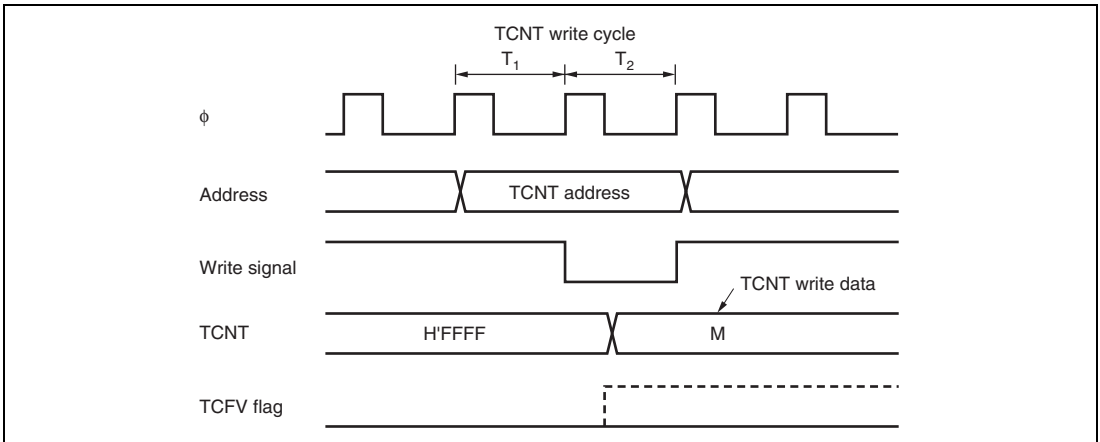 TCNT write cycle
T1 T2
ϕ
Address
TCNT address
Write signal
TCNT write data
TCNT
H'FFFF
M
TCFV flag